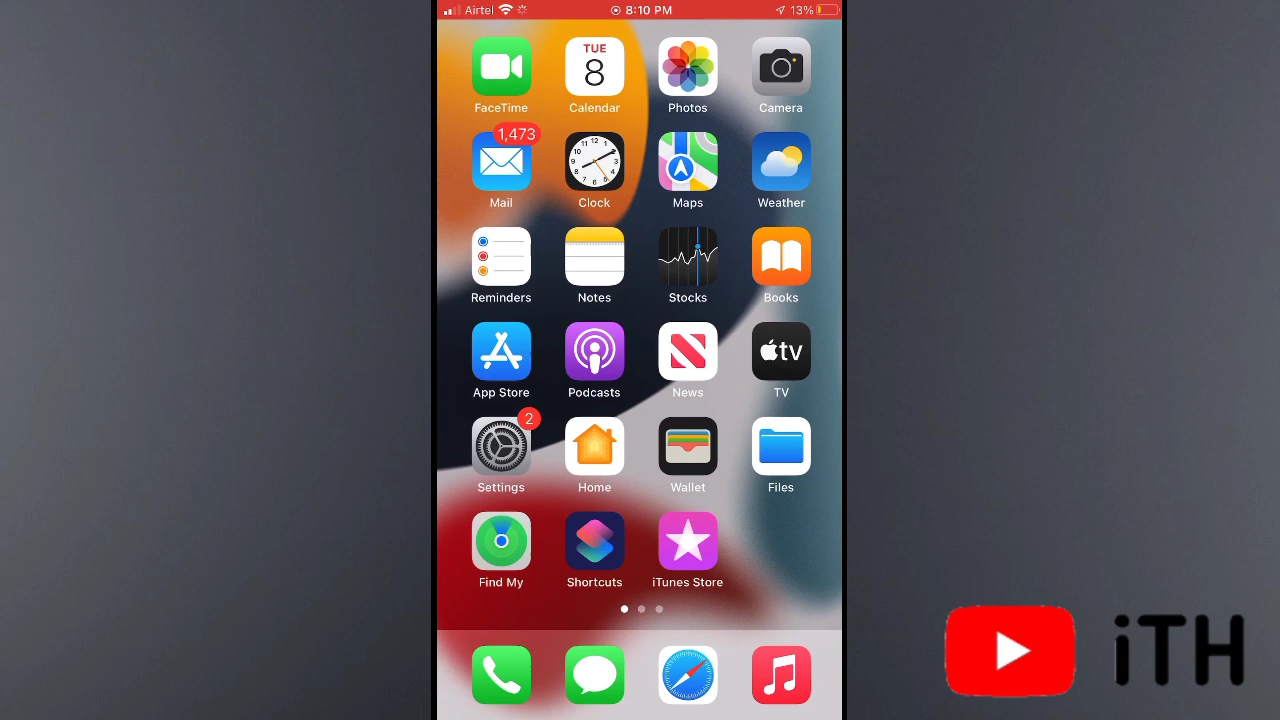 Airtel 8:10 PM 13%
TUE
8
FaceTime Calendar Photos Camera
1,473
Mail Clock Maps Weather
Reminders Notes Stocks Books
tv
App Store Podcasts News TV
2
Settings Home Wallet Files
Find My Shortcuts iTunes Store
iTH